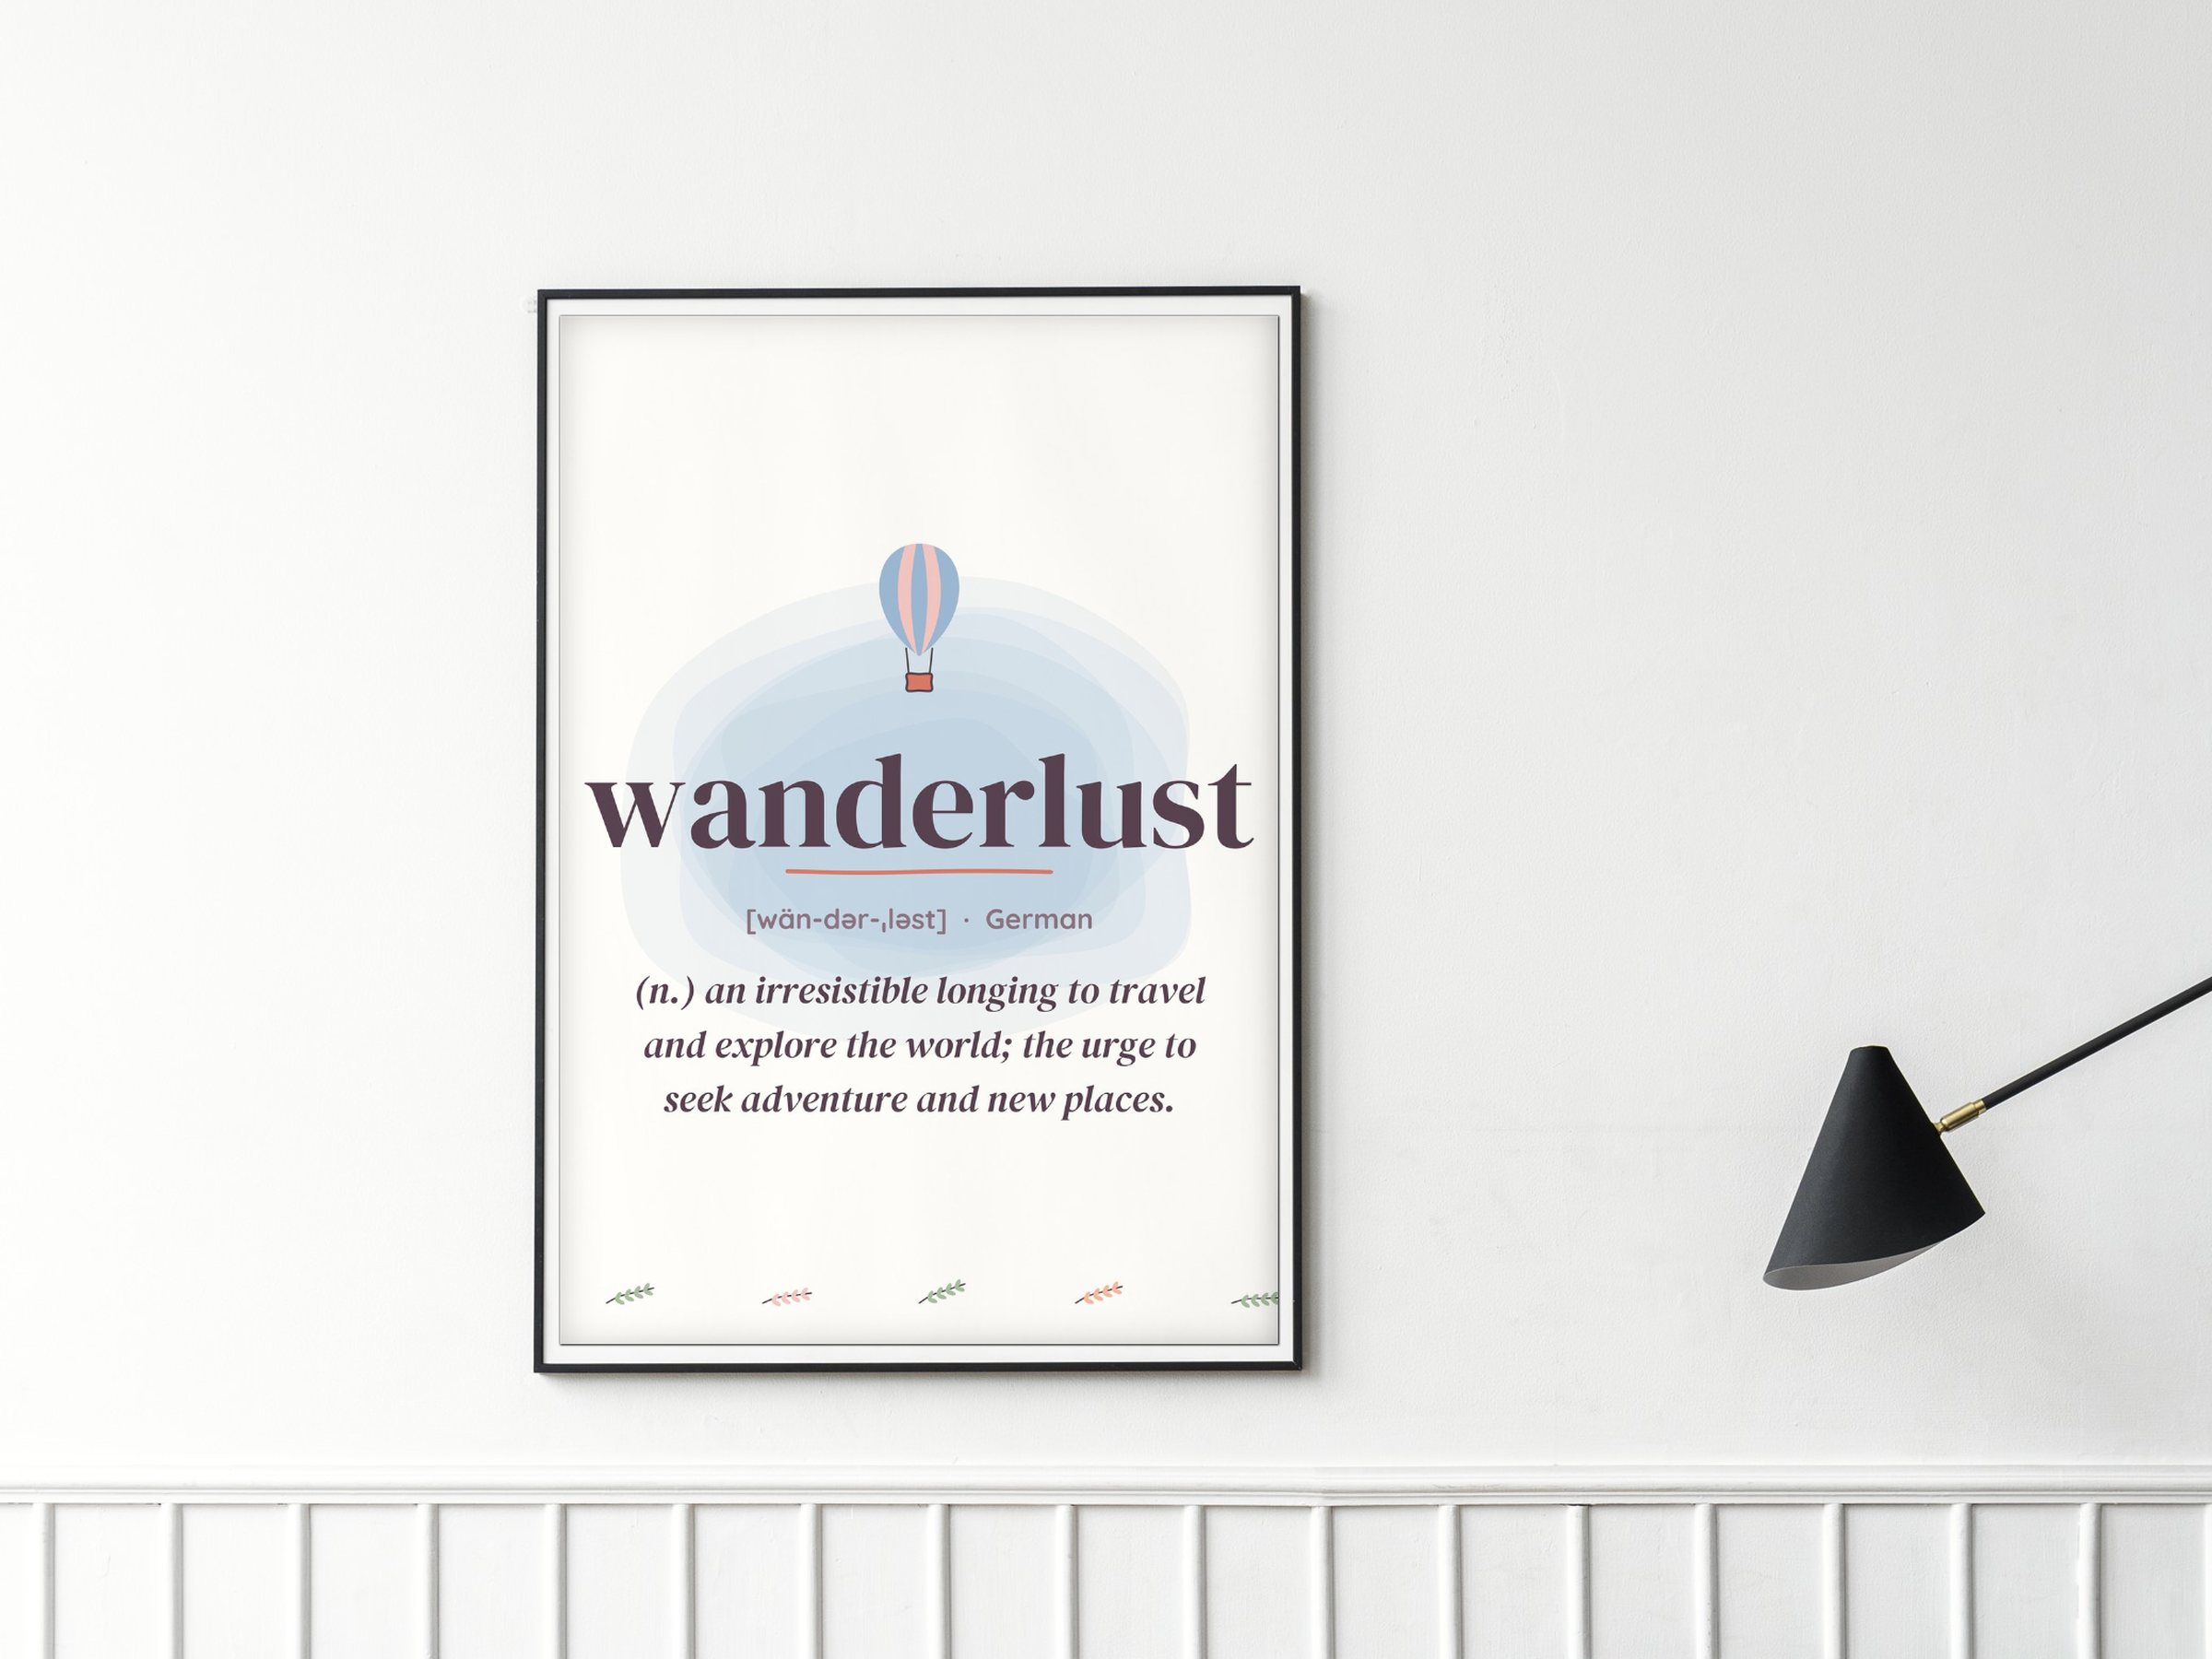 wanderlust
[wän-dər-ˌləst] · German
(n.) an irresistible longing to travel
and explore the world; the urge to
seek adventure and new places.